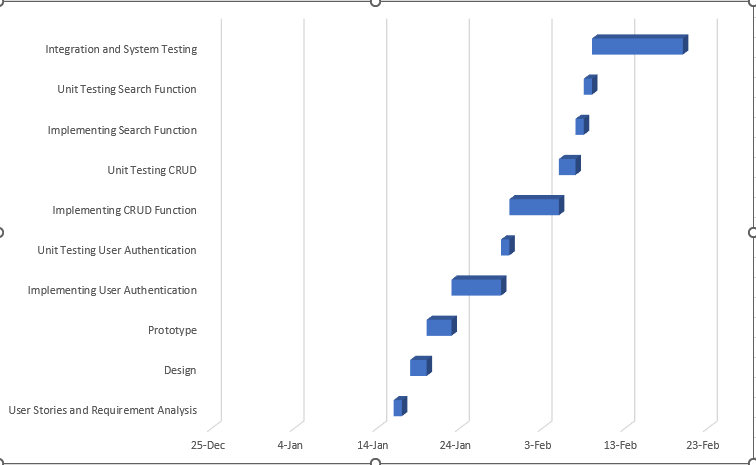 Integration and System Testing
Unit Testing Search Function
Implementing Search Function
Unit Testing CRUD
Implementing CRUD Function
Unit Testing User Authentication
Implementing User Authentication
Prototype
Design
User Stories and Requirement Analysis
25-Dec
4-Jan
14-Jan
24-Jan
3-Feb
13-Feb
23-Feb